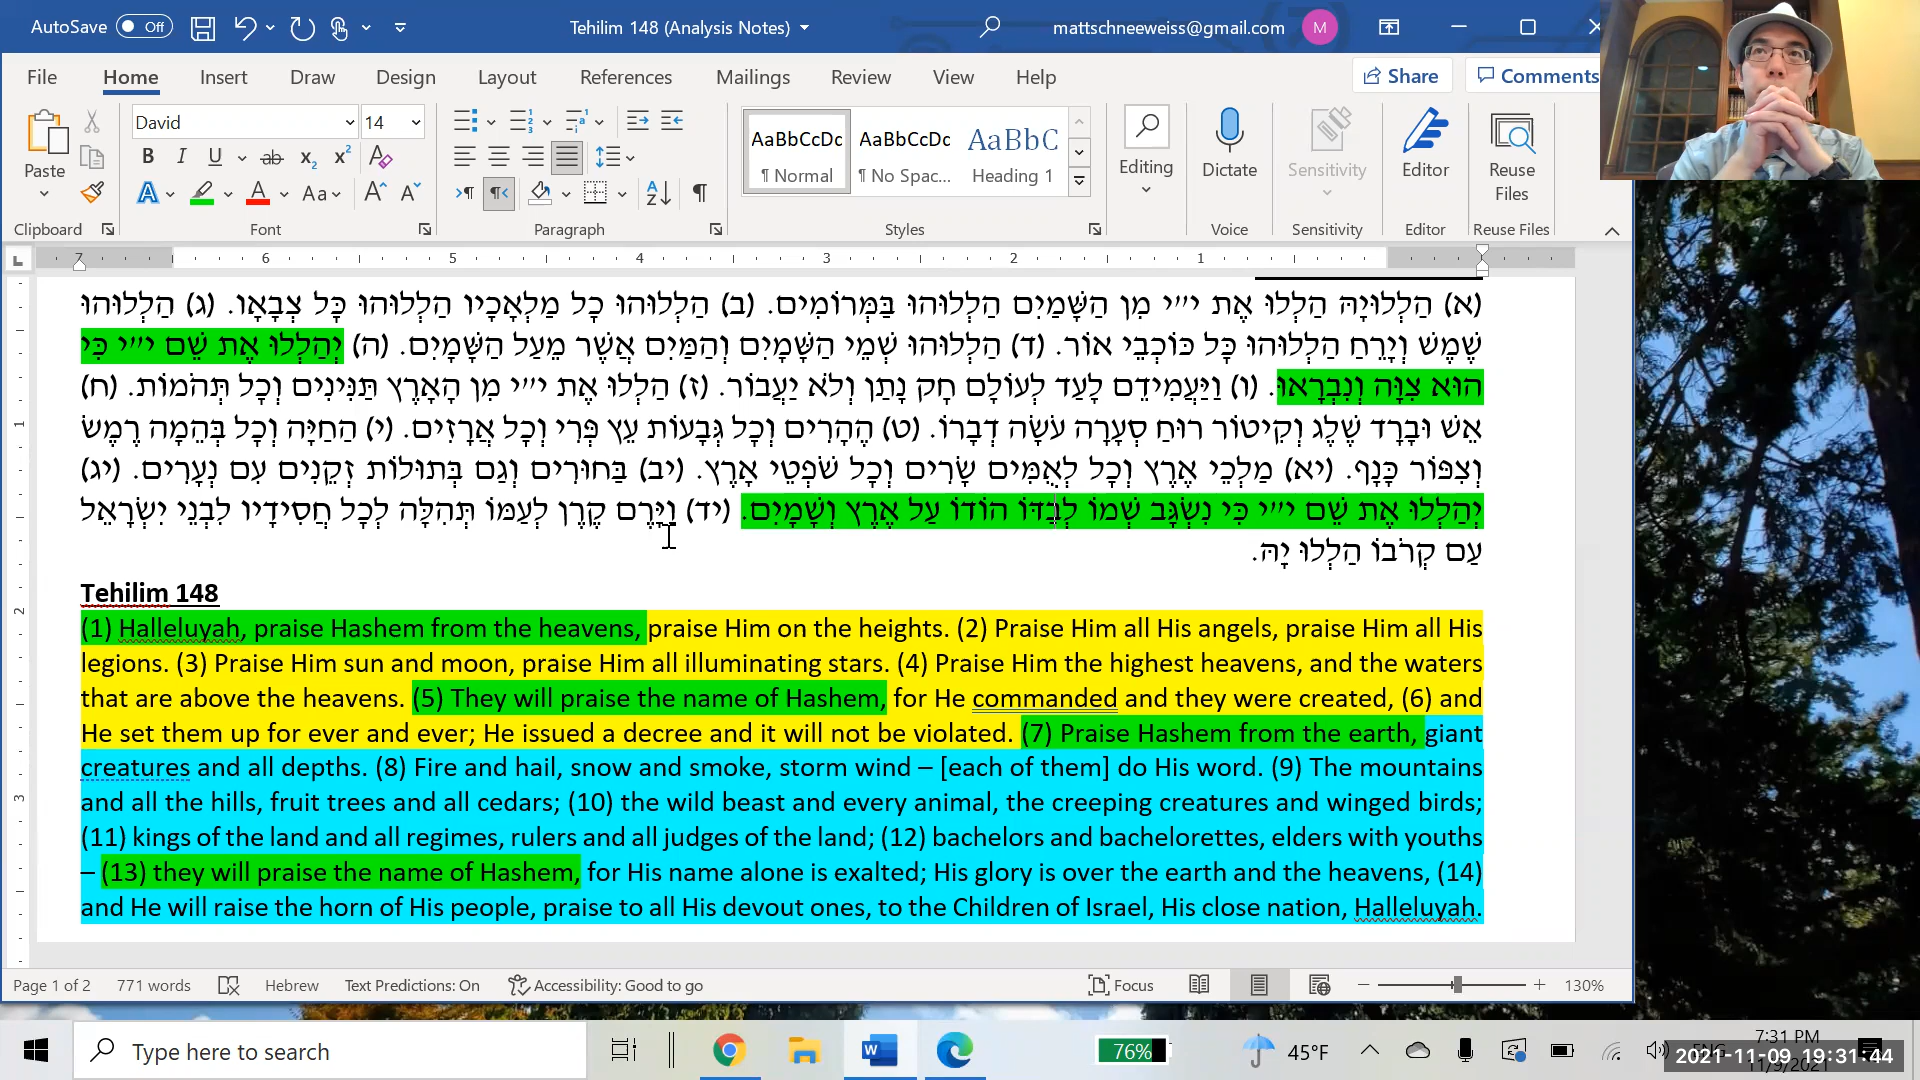 AutoSave Off Tehilim 148 (Analysis Notes) mattschneeweiss@gmail.com M
File Home Insert Draw Design Layout References Mailings Review View Help Share Comments
David 14
Paste
B I U ab x₂ x² A
A A Aa A A
AaBbCcDc AaBbCcDc AaBbC
¶ Normal ¶ No Spac... Heading 1
Editing Dictate Sensitivity Editor Reuse Files
Clipboard Font Paragraph Styles Voice Sensitivity Editor Reuse Files
7 6 5 4 3 2 1
(א) הַלְלוּיָהּ הַלְלוּ אֶת י״י מִן הַשָּׁמַיִם הַלְלוּהוּ בַּמְּרוֹמִים. (ב) הַלְלוּהוּ כָל מַלְאָכָיו הַלְלוּהוּ כָּל צְבָאָו. (ג) הַלְלוּהוּ
שֶׁמֶשׁ וְיָרֵחַ הַלְלוּהוּ כָּל כּוֹכְבֵי אוֹר. (ד) הַלְלוּהוּ שְׁמֵי הַשָּׁמָיִם וְהַמַּיִם אֲשֶׁר מֵעַל הַשָּׁמָיִם. (ה) יְהַלְלוּ אֶת שֵׁם י״י כִּי
הוּא צִוָּה וְנִבְרָאוּ. (ו) וַיַּעֲמִידֵם לָעַד לְעוֹלָם חָק נָתַן וְלֹא יַעֲבוֹר. (ז) הַלְלוּ אֶת י״י מִן הָאָרֶץ תַּנִּינִים וְכָל תְּהֹמוֹת. (ח)
אֵשׁ וּבָרָד שֶׁלֶג וְקִיטוֹר רוּחַ סְעָרָה עֹשָׂה דְבָרוֹ. (ט) הֶהָרִים וְכָל גְּבָעוֹת עֵץ פְּרִי וְכָל אֲרָזִים. (י) הַחַיָּה וְכָל בְּהֵמָה רֶמֶשׂ
וְצִפּוֹר כָּנָף. (יא) מַלְכֵי אֶרֶץ וְכָל לְאֻמִּים שָׂרִים וְכָל שֹׁפְטֵי אָרֶץ. (יב) בַּחוּרִים וְגַם בְּתוּלוֹת זְקֵנִים עִם נְעָרִים. (יג)
יְהַלְלוּ אֶת שֵׁם י״י כִּי נִשְׂגָּב שְׁמוֹ לְבַדּוֹ הוֹדוֹ עַל אֶרֶץ וְשָׁמָיִם. (יד) וַיָּרֶם קֶרֶן לְעַמּוֹ תְּהִלָּה לְכָל חֲסִידָיו לִבְנֵי יִשְׂרָאֵל
עַם קְרֹבוֹ הַלְלוּ יָהּ.
Tehilim 148
(1) Halleluyah, praise Hashem from the heavens, praise Him on the heights. (2) Praise Him all His angels, praise Him all His
legions. (3) Praise Him sun and moon, praise Him all illuminating stars. (4) Praise Him the highest heavens, and the waters
that are above the heavens. (5) They will praise the name of Hashem, for He commanded and they were created, (6) and
He set them up for ever and ever; He issued a decree and it will not be violated. (7) Praise Hashem from the earth, giant
creatures and all depths. (8) Fire and hail, snow and smoke, storm wind – [each of them] do His word. (9) The mountains
and all the hills, fruit trees and all cedars; (10) the wild beast and every animal, the creeping creatures and winged birds;
(11) kings of the land and all regimes, rulers and all judges of the land; (12) bachelors and bachelorettes, elders with youths
– (13) they will praise the name of Hashem, for His name alone is exalted; His glory is over the earth and the heavens, (14)
and He will raise the horn of His people, praise to all His devout ones, to the Children of Israel, His close nation, Halleluyah.
Page 1 of 2 771 words Hebrew Text Predictions: On Accessibility: Good to go Focus 130%
Type here to search 76% 45°F 7:31 PM
2021-11-09 19:31:44